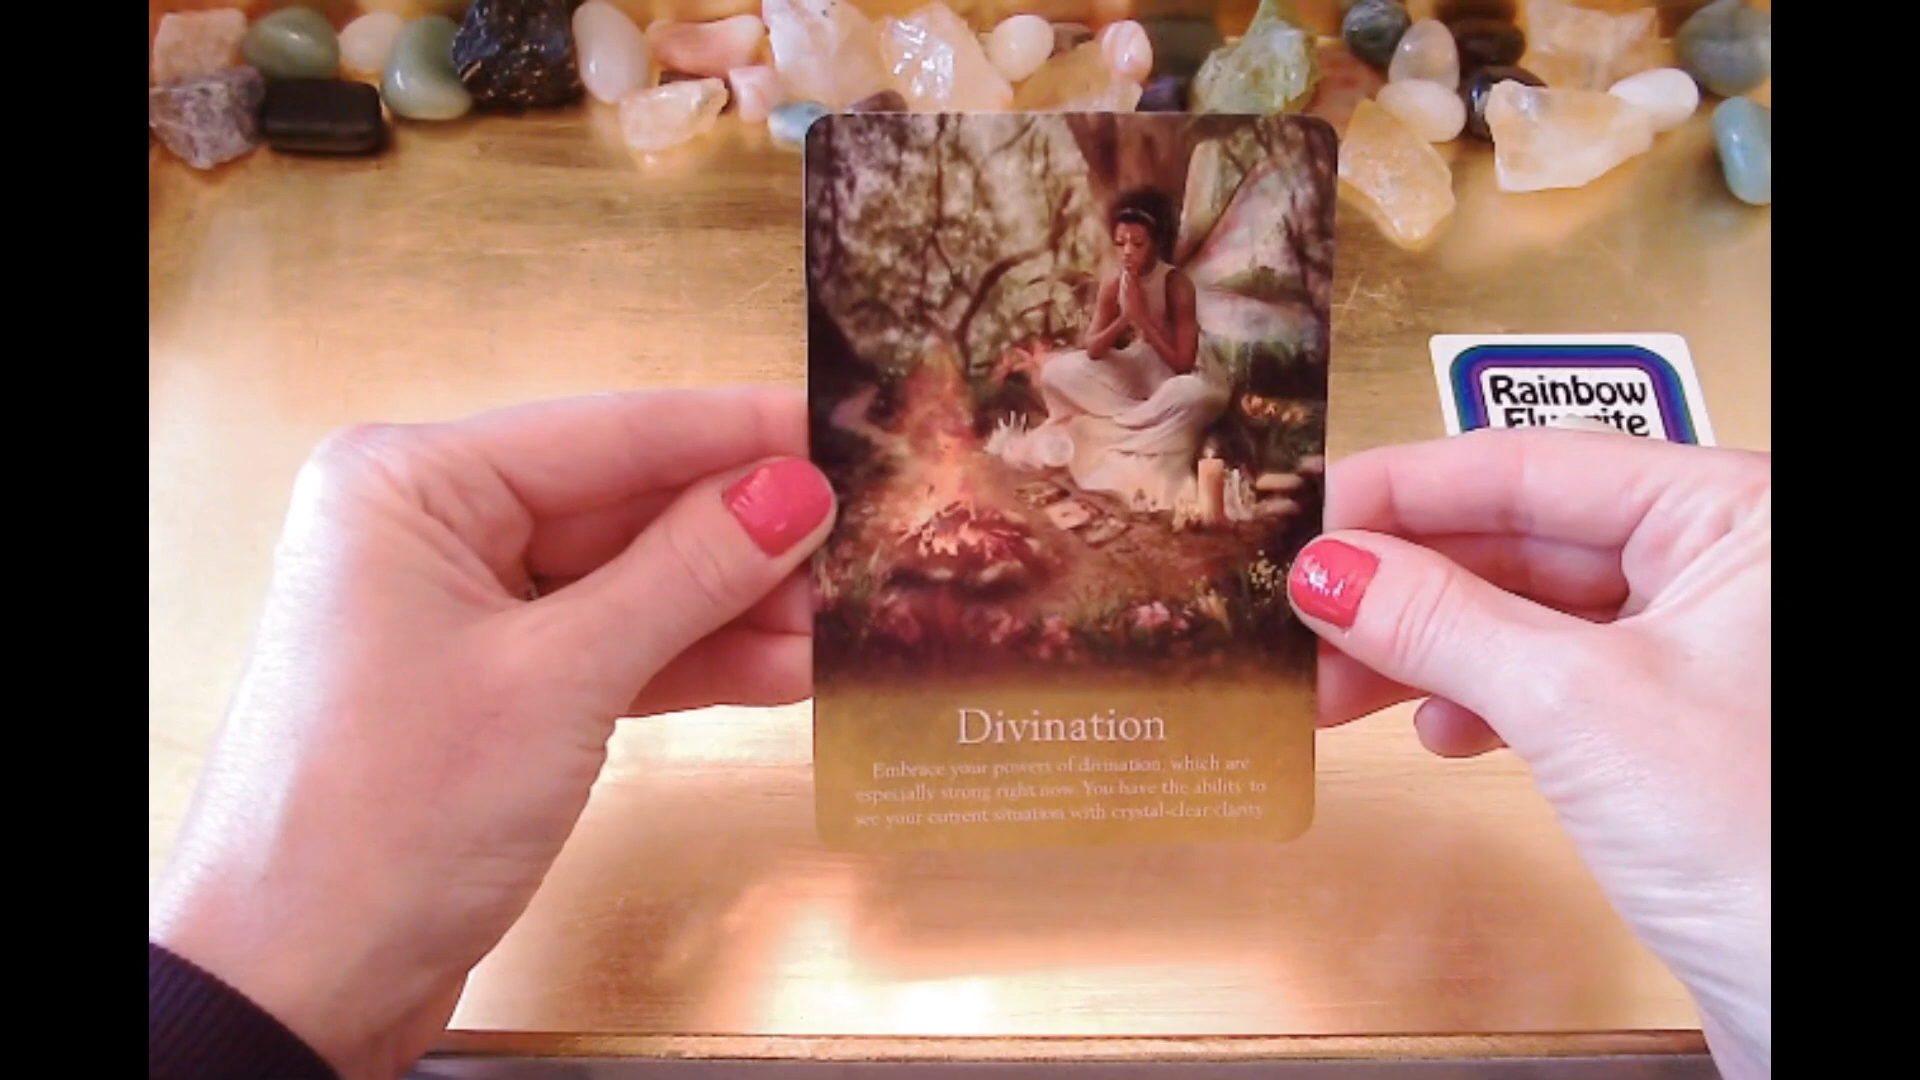 Rainbow
Fluorite
Divination
Embrace your powers of divination, which are
especially strong right now. You have the ability to
see your current situation with crystal-clear clarity